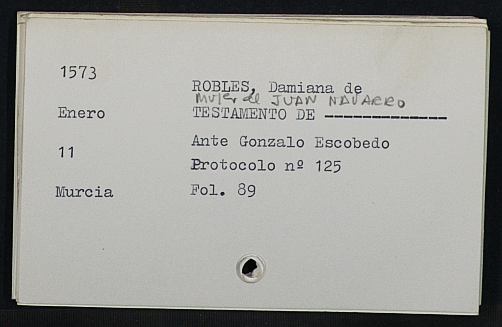 1573
ROBLES, Damiana de
Mujer de JUAN NAVARRO
Enero
TESTAMENTO DE -------------
11
Ante Gonzalo Escobedo
Protocolo nº 125
Murcia
Fol. 89